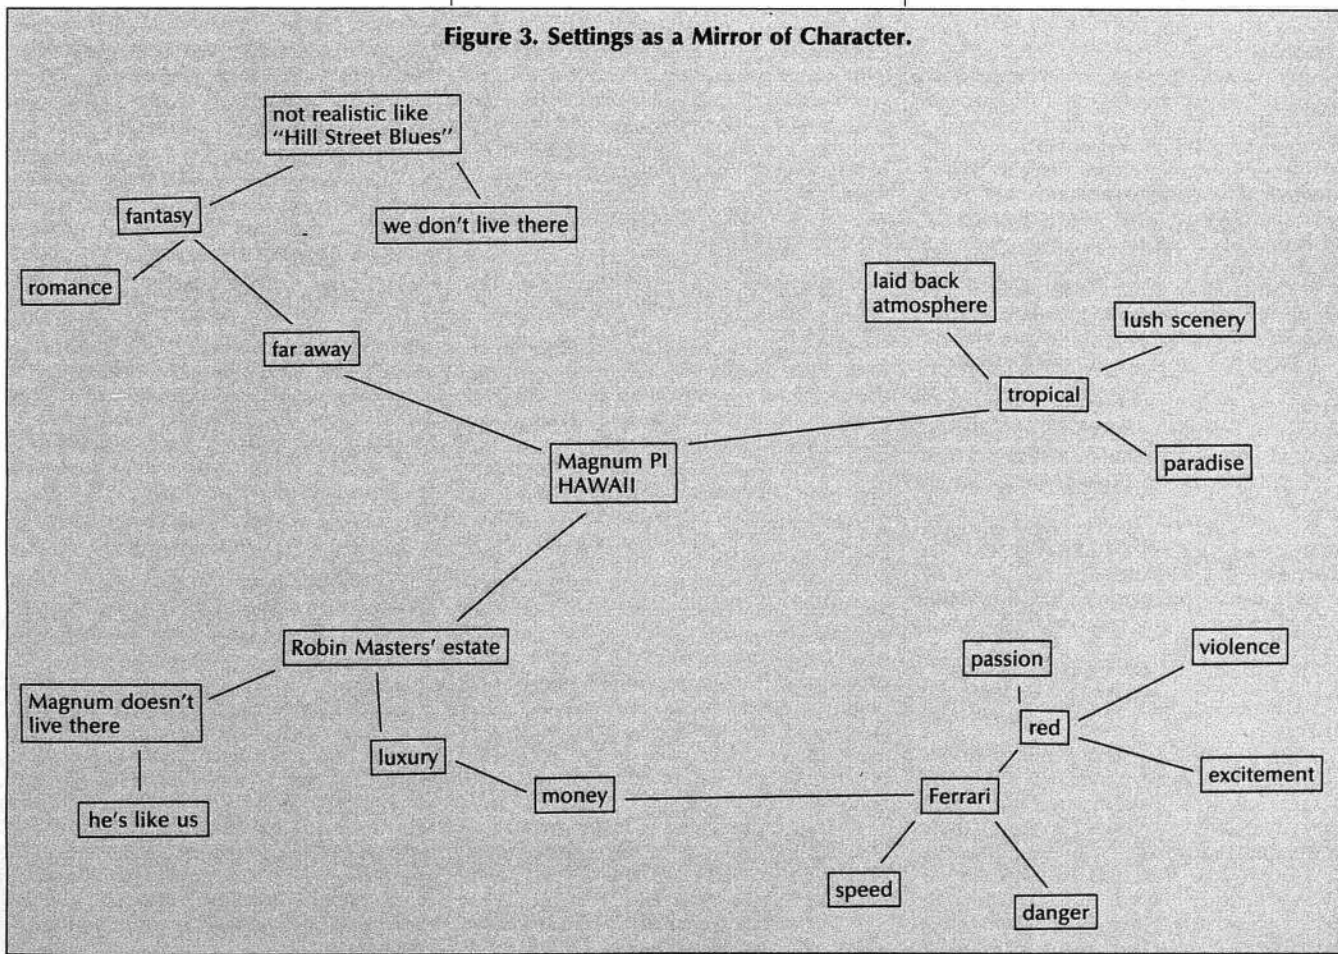 Figure 3. Settings as a Mirror of Character.
not realistic like
"Hill Street Blues"
fantasy
we don't live there
romance
far away
laid back
atmosphere
lush scenery
tropical
paradise
Magnum PI
HAWAII
Robin Masters' estate
Magnum doesn't
live there
he's like us
luxury
money
passion
violence
red
excitement
Ferrari
speed
danger